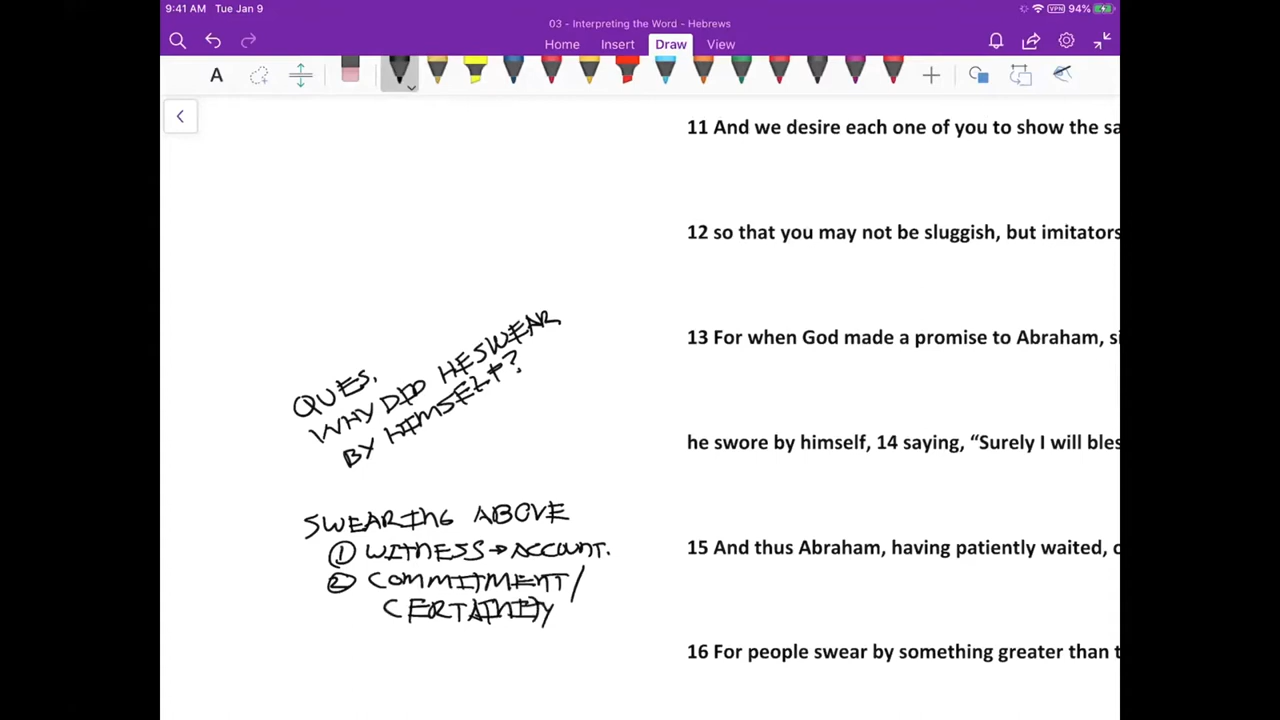 9:41 AM Tue Jan 9
VPN 94%
03 - Interpreting the Word - Hebrews
Home Insert Draw View
A
11 And we desire each one of you to show the sa
12 so that you may not be sluggish, but imitators
13 For when God made a promise to Abraham, si
QUES.
WHY DID HE SWEAR
BY HIMSELF?
he swore by himself, 14 saying, “Surely I will bles
SWEARING ABOVE
① WITNESS → ACCOUNT.
② COMMITMENT/
CERTAINTY
15 And thus Abraham, having patiently waited, o
16 For people swear by something greater than t